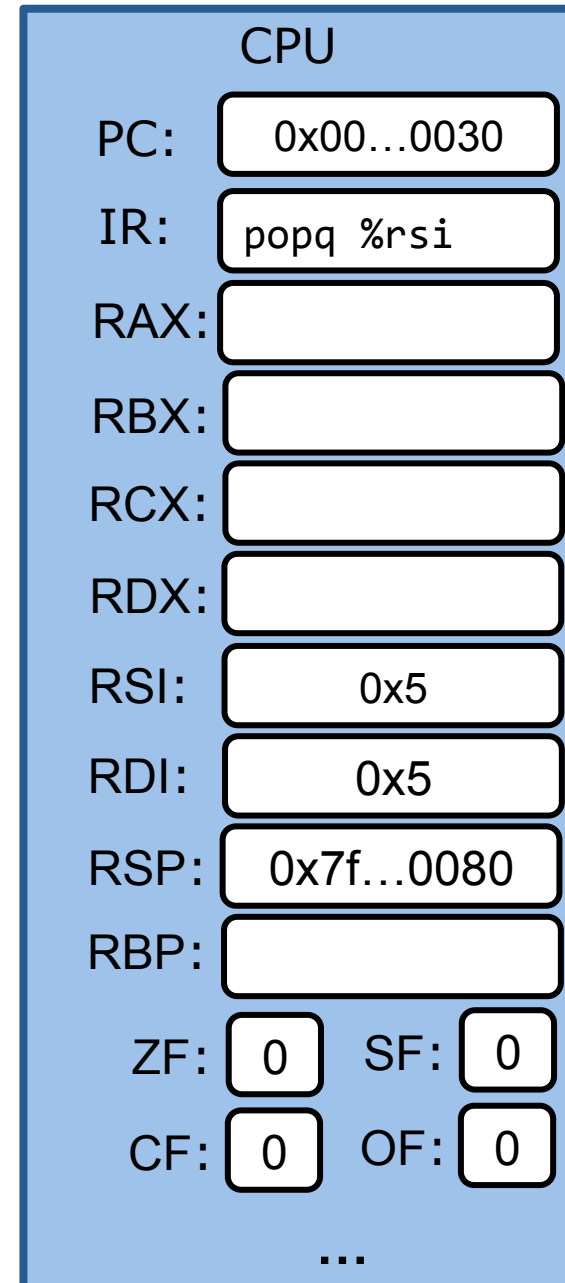 CPU
PC: 0x00…0030
IR: popq %rsi
RAX:
RBX:
RCX:
RDX:
RSI: 0x5
RDI: 0x5
RSP: 0x7f…0080
RBP:
ZF: 0 SF: 0
CF: 0 OF: 0
…